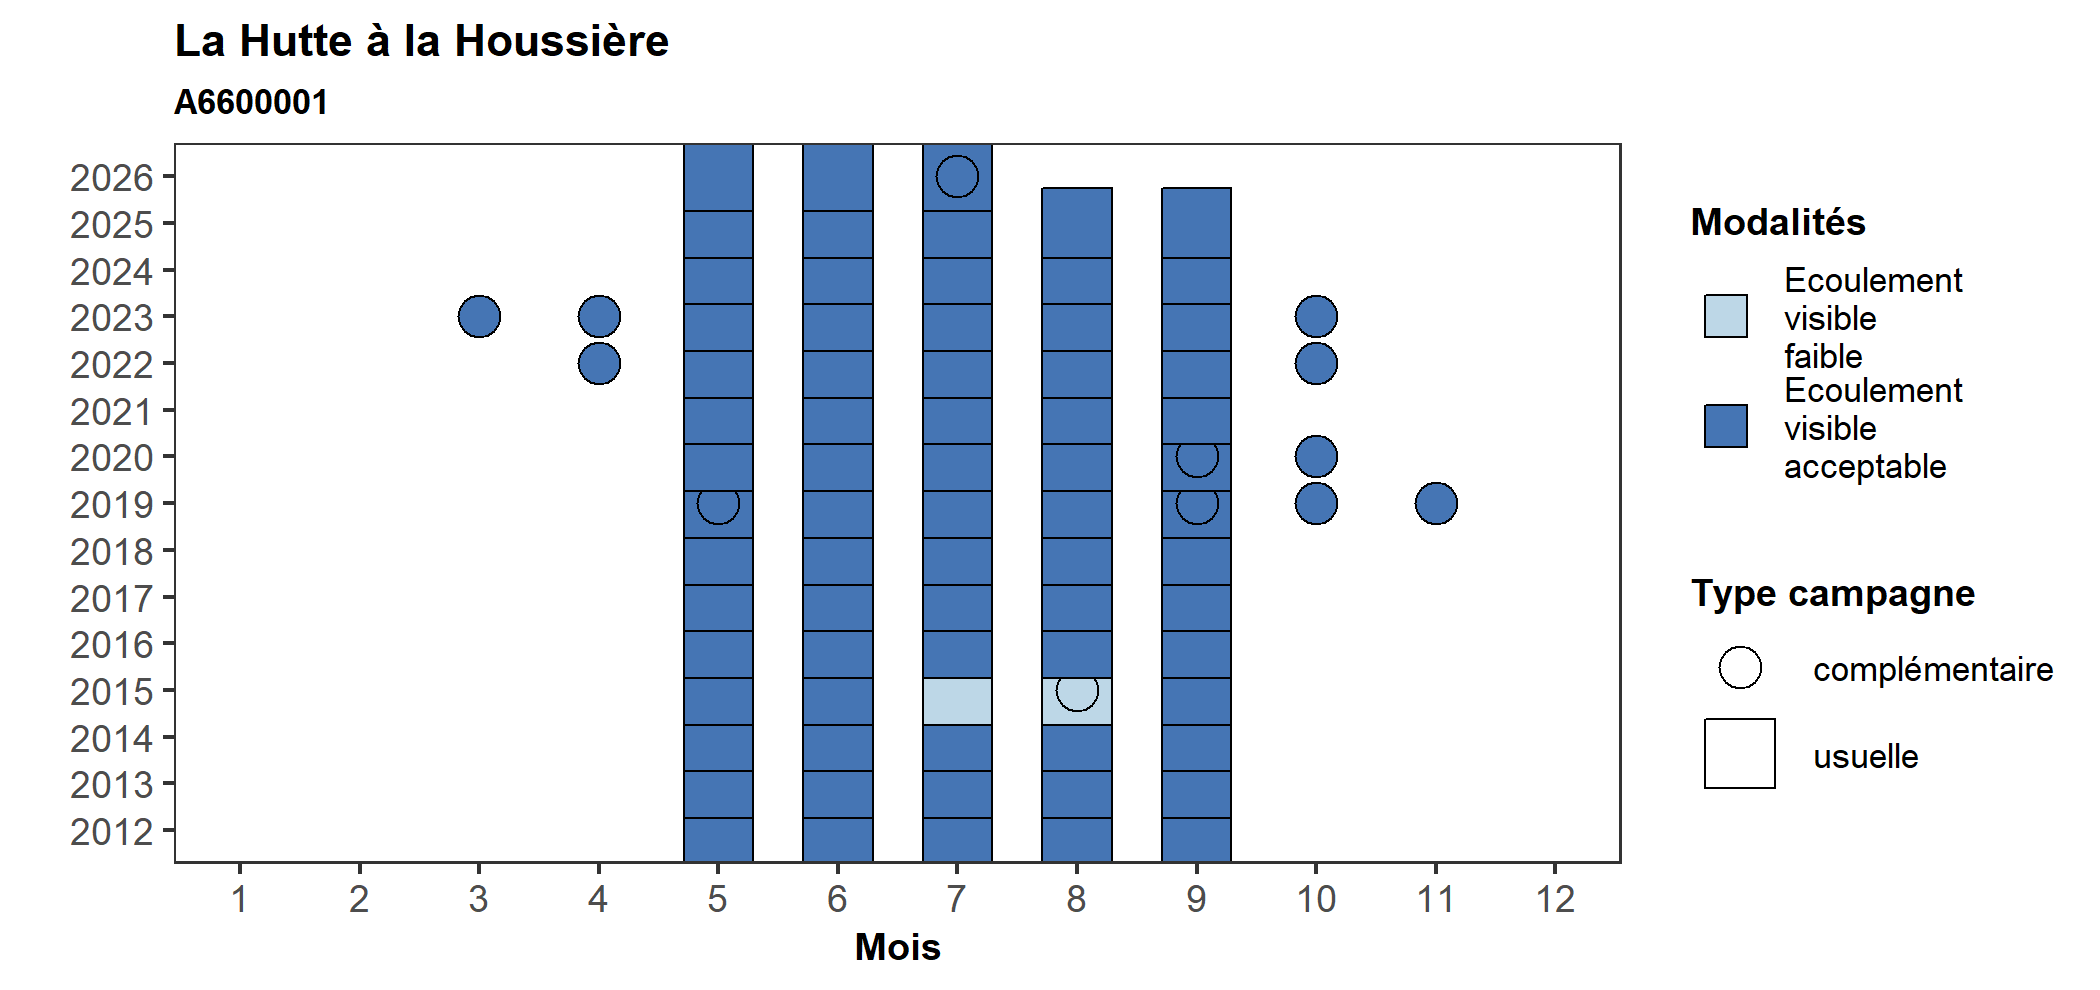 La Hutte à la Houssière
A6600001
2026
2025
2024
2023
2022
2021
2020
2019
2018
2017
2016
2015
2014
2013
2012
1 2 3 4 5 6 7 8 9 10 11 12
Mois
Modalités
Ecoulement
visible
faible
Ecoulement
visible
acceptable
Type campagne
complémentaire
usuelle